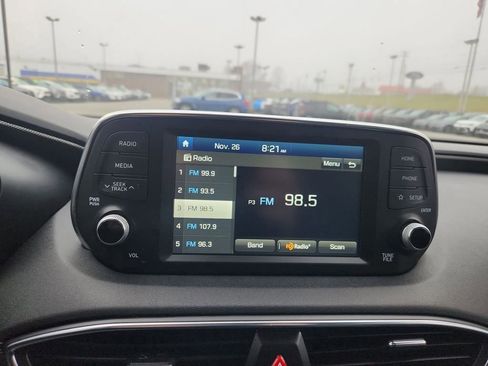 Nov. 26 8:21 AM
RADIO
Radio
Menu
HOME
MEDIA
1 FM 99.9
2 FM 93.5
PHONE
SEEK
TRACK
3 FM 98.5
P3 FM 98.5
SETUP
PWR
PUSH
4 FM 107.9
ENTER
5 FM 96.3
Band
HD Radio
Scan
VOL
TUNE
FILE